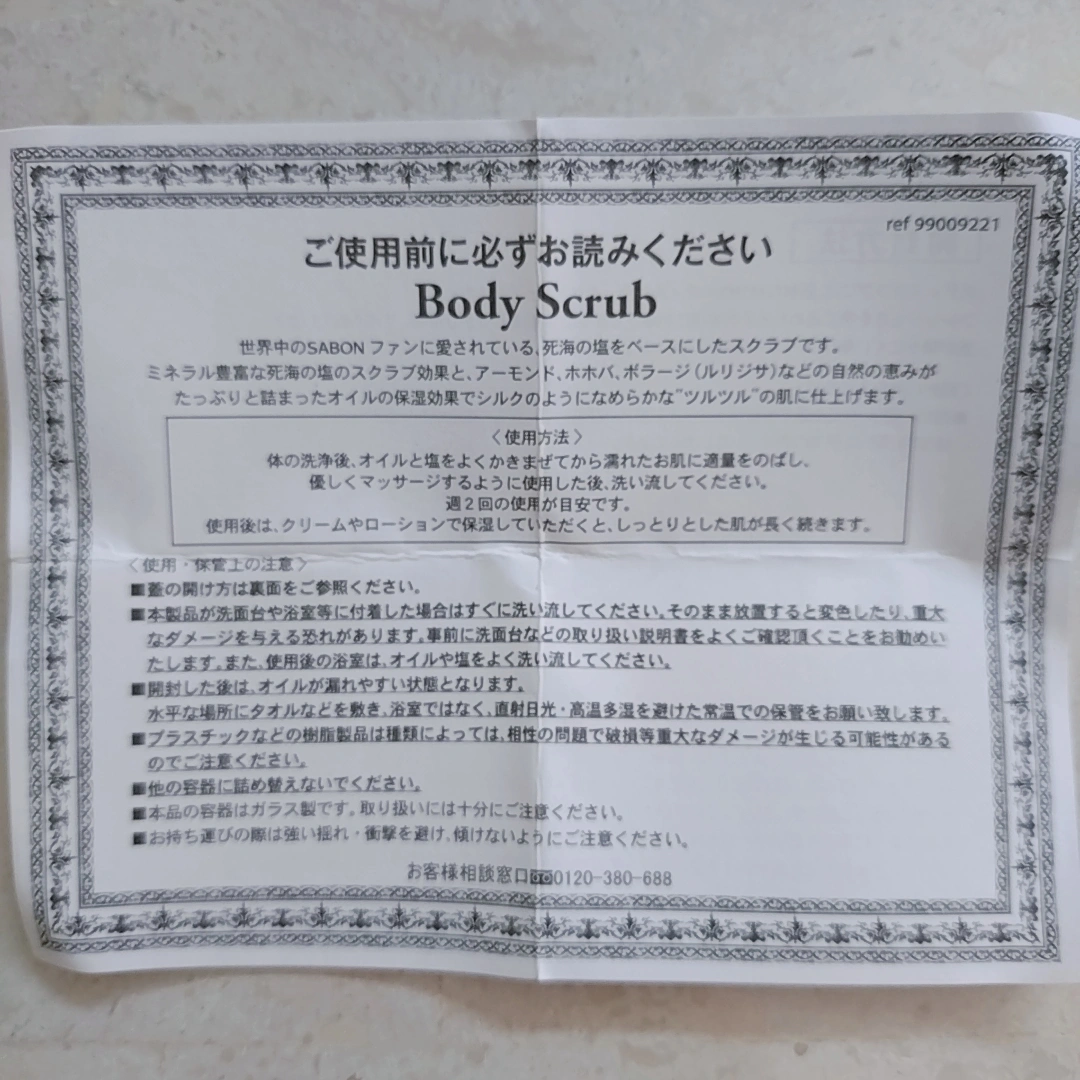 ref 99009221
ご使用前に必ずお読みください
Body Scrub
世界中のSABON ファンに愛されている、死海の塩をベースにしたスクラブです。
ミネラル豊富な死海の塩のスクラブ効果と、アーモンド、ホホバ、ボラージ(ルリジサ)などの自然の恵みが
たっぷりと詰まったオイルの保湿効果でシルクのようになめらかな"ツルツル"の肌に仕上げます。
〈使用方法〉
体の洗浄後、オイルと塩をよくかきまぜてから濡れたお肌に適量をのばし、
優しくマッサージするように使用した後、洗い流してください。
週2回の使用が目安です。
使用後は、クリームやローションで保湿していただくと、しっとりとした肌が長く続きます。
〈使用・保管上の注意〉
■蓋の開け方は裏面をご参照ください。
■本製品が洗面台や浴室等に付着した場合はすぐに洗い流してください。そのまま放置すると変色したり、重大
なダメージを与える恐れがあります。事前に洗面台などの取り扱い説明書をよくご確認頂くことをお勧めい
たします。また、使用後の浴室は、オイルや塩をよく洗い流してください。
■開封した後は、オイルが漏れやすい状態となります。
水平な場所にタオルなどを敷き、浴室ではなく、直射日光・高温多湿を避けた常温での保管をお願い致します。
■プラスチックなどの樹脂製品は種類によっては、相性の問題で破損等重大なダメージが生じる可能性がある
のでご注意ください。
■他の容器に詰め替えないでください。
■本品の容器はガラス製です。取り扱いには十分にご注意ください。
■お持ち運びの際は強い揺れ・衝撃を避け、傾けないようにご注意ください。
お客様相談窓口 0120-380-688